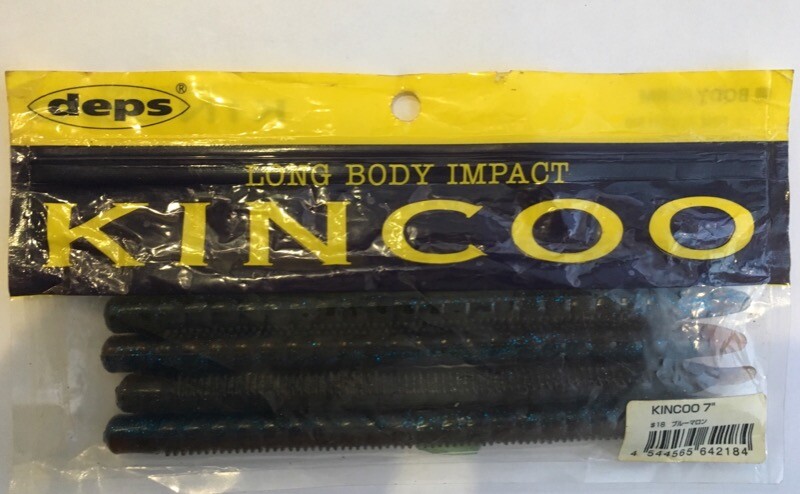 deps®
LONG BODY IMPACT
KINCOO
KINCOO 7"
#18 ブルーマロン
4 544565 642184